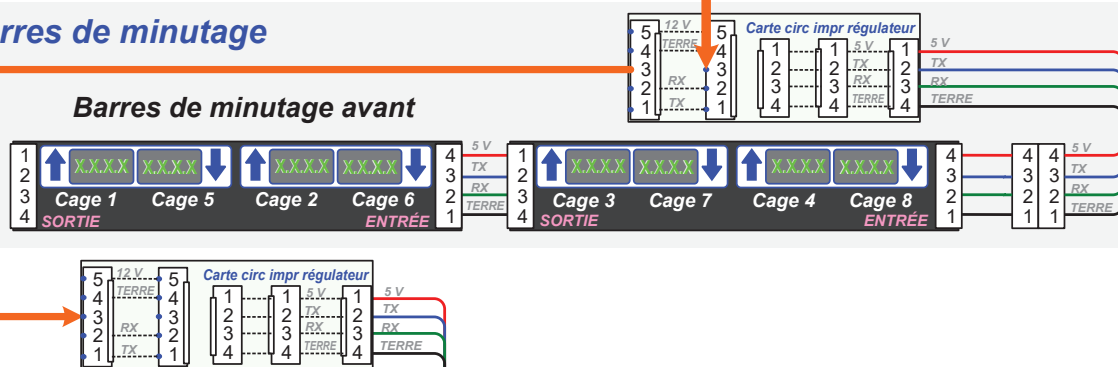 rres de minutage
Barres de minutage avant
5 12 V 5 Carte circ impr régulateur
4 TERRE 4 1 1 5 V 1 5 V
3 3 2 2 TX 2 TX
2 RX 2 3 3 RX 3 RX
1 TX 1 4 4 TERRE 4 TERRE
1 X.X.X.X X.X.X.X X.X.X.X X.X.X.X 4 5 V 1 X.X.X.X X.X.X.X X.X.X.X X.X.X.X 4 4 4 5 V
2 3 TX 2 3 3 3 TX
3 Cage 1 Cage 5 Cage 2 Cage 6 2 RX 3 Cage 3 Cage 7 Cage 4 Cage 8 2 2 2 RX
4 SORTIE ENTRÉE 1 TERRE 4 SORTIE ENTRÉE 1 1 1 TERRE
5 12 V 5 Carte circ impr régulateur
4 TERRE 4 1 1 5 V 1 5 V
3 3 2 2 TX 2 TX
2 RX 2 3 3 RX 3 RX
1 TX 1 4 4 TERRE 4 TERRE